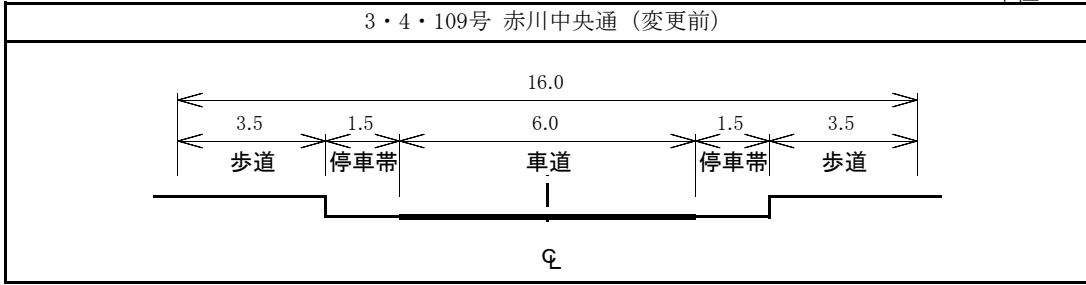 3・4・109号 赤川中央通（変更前）
16.0
3.5 1.5 6.0 1.5 3.5
歩道 停車帯 車道 停車帯 歩道
℄